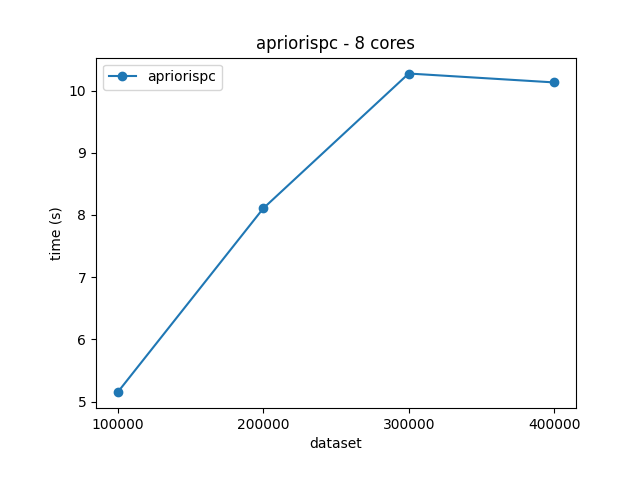 apriorispc - 8 cores
apriorispc
10
9
8
7
6
5
time (s)
100000
200000
300000
400000
dataset